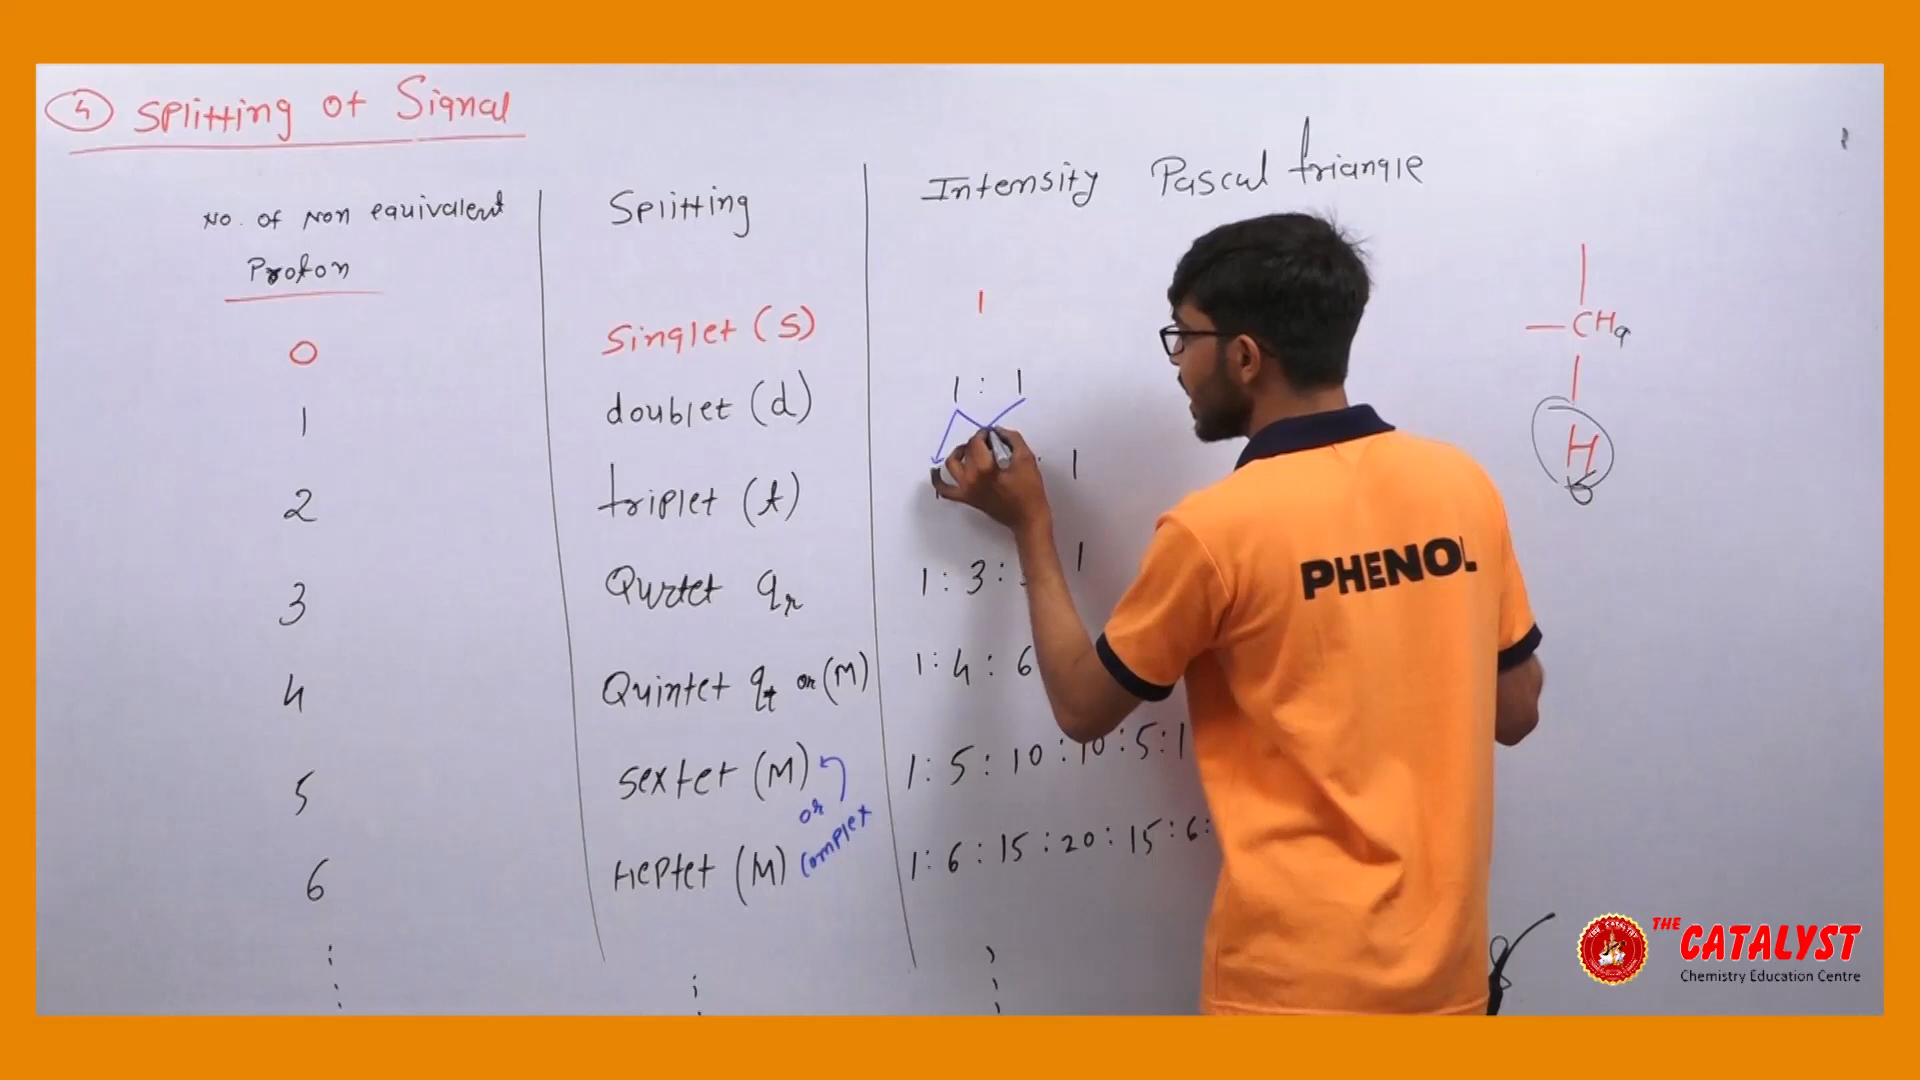 4 Splitting of Signal
No. of Non equivalent Proton
Splitting
Intensity Pascal triangle
0 Singlet (S) 1
1 doublet (d) 1 : 1
2 triplet (t) 1 : 1
3 Qurtet qr 1 : 3 : 1
4 Quintet qt or (M) 1 : 4 : 6
5 Sextet (M) 1 : 5 : 10 : 10 : 5 : 1
or complet
6 Heptet (M) 1 : 6 : 15 : 20 : 15 : 6 :
CHa
H
b
PHENOL
THE CATALYST
Chemistry Education Centre